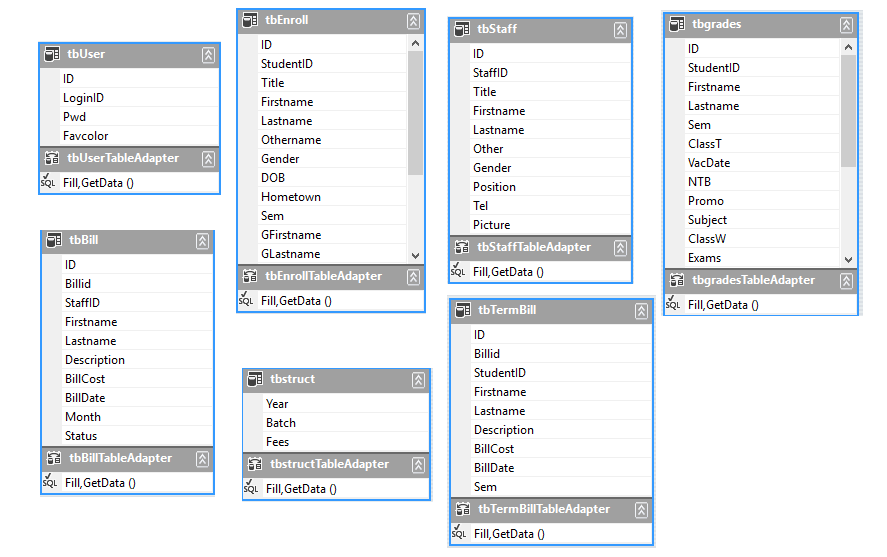 tbUser
ID
LoginID
Pwd
Favcolor
tbUserTableAdapter
SQL Fill,GetData ()
tbEnroll
ID
StudentID
Title
Firstname
Lastname
Othername
Gender
DOB
Hometown
Sem
GFirstname
GLastname
tbEnrollTableAdapter
SQL Fill,GetData ()
tbStaff
ID
StaffID
Title
Firstname
Lastname
Other
Gender
Position
Tel
Picture
tbStaffTableAdapter
SQL Fill,GetData ()
tbgrades
ID
StudentID
Firstname
Lastname
Sem
ClassT
VacDate
NTB
Promo
Subject
ClassW
Exams
tbgradesTableAdapter
SQL Fill,GetData ()
tbBill
ID
Billid
StaffID
Firstname
Lastname
Description
BillCost
BillDate
Month
Status
tbBillTableAdapter
SQL Fill,GetData ()
tbstruct
Year
Batch
Fees
tbstructTableAdapter
SQL Fill,GetData ()
tbTermBill
ID
Billid
StudentID
Firstname
Lastname
Description
BillCost
BillDate
Sem
tbTermBillTableAdapter
SQL Fill,GetData ()